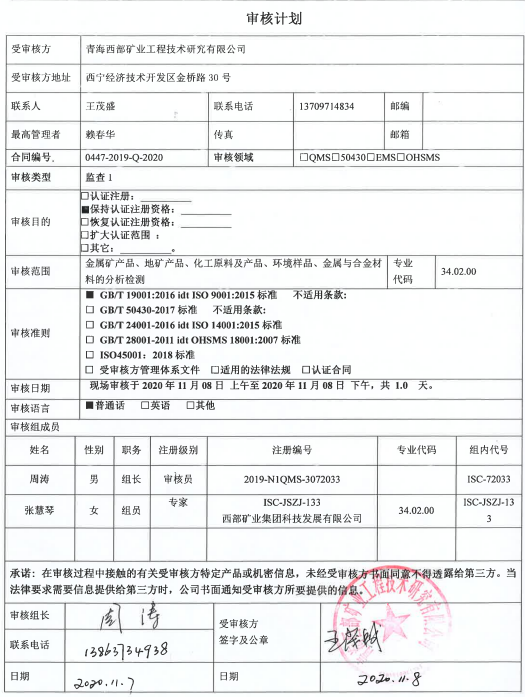 审核计划
受审核方 青海西部矿业工程技术研究有限公司
受审核方地址 西宁经济技术开发区金桥路 30 号
联系人 王茂盛 联系电话 13709714834 邮编
最高管理者 赖春华 传真 邮箱
合同编号. 0447-2019-Q-2020 审核领域 □QMS□50430□EMS□OHSMS
审核类型 监查 1
审核目的
□认证注册：
■保持认证注册资格：
□恢复认证注册资格：
□扩大认证范围 ：
□其它： 。
审核范围 金属矿产品、地矿产品、化工原料及产品、环境样品、金属与合金材料的分析检测 专业代码 34.02.00
审核准则
■ GB/T 19001:2016 idt ISO 9001:2015 标准 不适用条款:
□ GB/T 50430-2017 标准 不适用条款:
□ GB/T 24001-2016 idt ISO 14001:2015 标准
□ GB/T 28001-2011 idt OHSMS 18001:2007 标准
□ ISO45001：2018 标准
□ 受审核方管理体系文件 □适用的法律法规 □认证合同
审核日期 现场审核于 2020 年 11 月 08 日 上午至 2020 年 11 月 08 日 下午，共 1.0 天。
审核语言 ■普通话 □英语 □其他
审核组成员
姓名 性别 职务 注册级别 注册编号 专业代码 组内代号
周涛 男 组长 审核员 2019-N1QMS-3072033 ISC-72033
张慧琴 女 组员 专家 ISC-JSZJ-133 西部矿业集团科技发展有限公司 34.02.00 ISC-JSZJ-133
承诺：在审核过程中接触的有关受审核方特定产品或机密信息，未经受审核方书面同意不得透露给第三方。当
法律要求需要信息提供给第三方时，公司书面通知受审核方所要提供的信息。
审核组长 周涛 受审核方
签字及公章 王茂盛
联系电话 13863734938
日期 2020.11.7 日期 2020.11.8